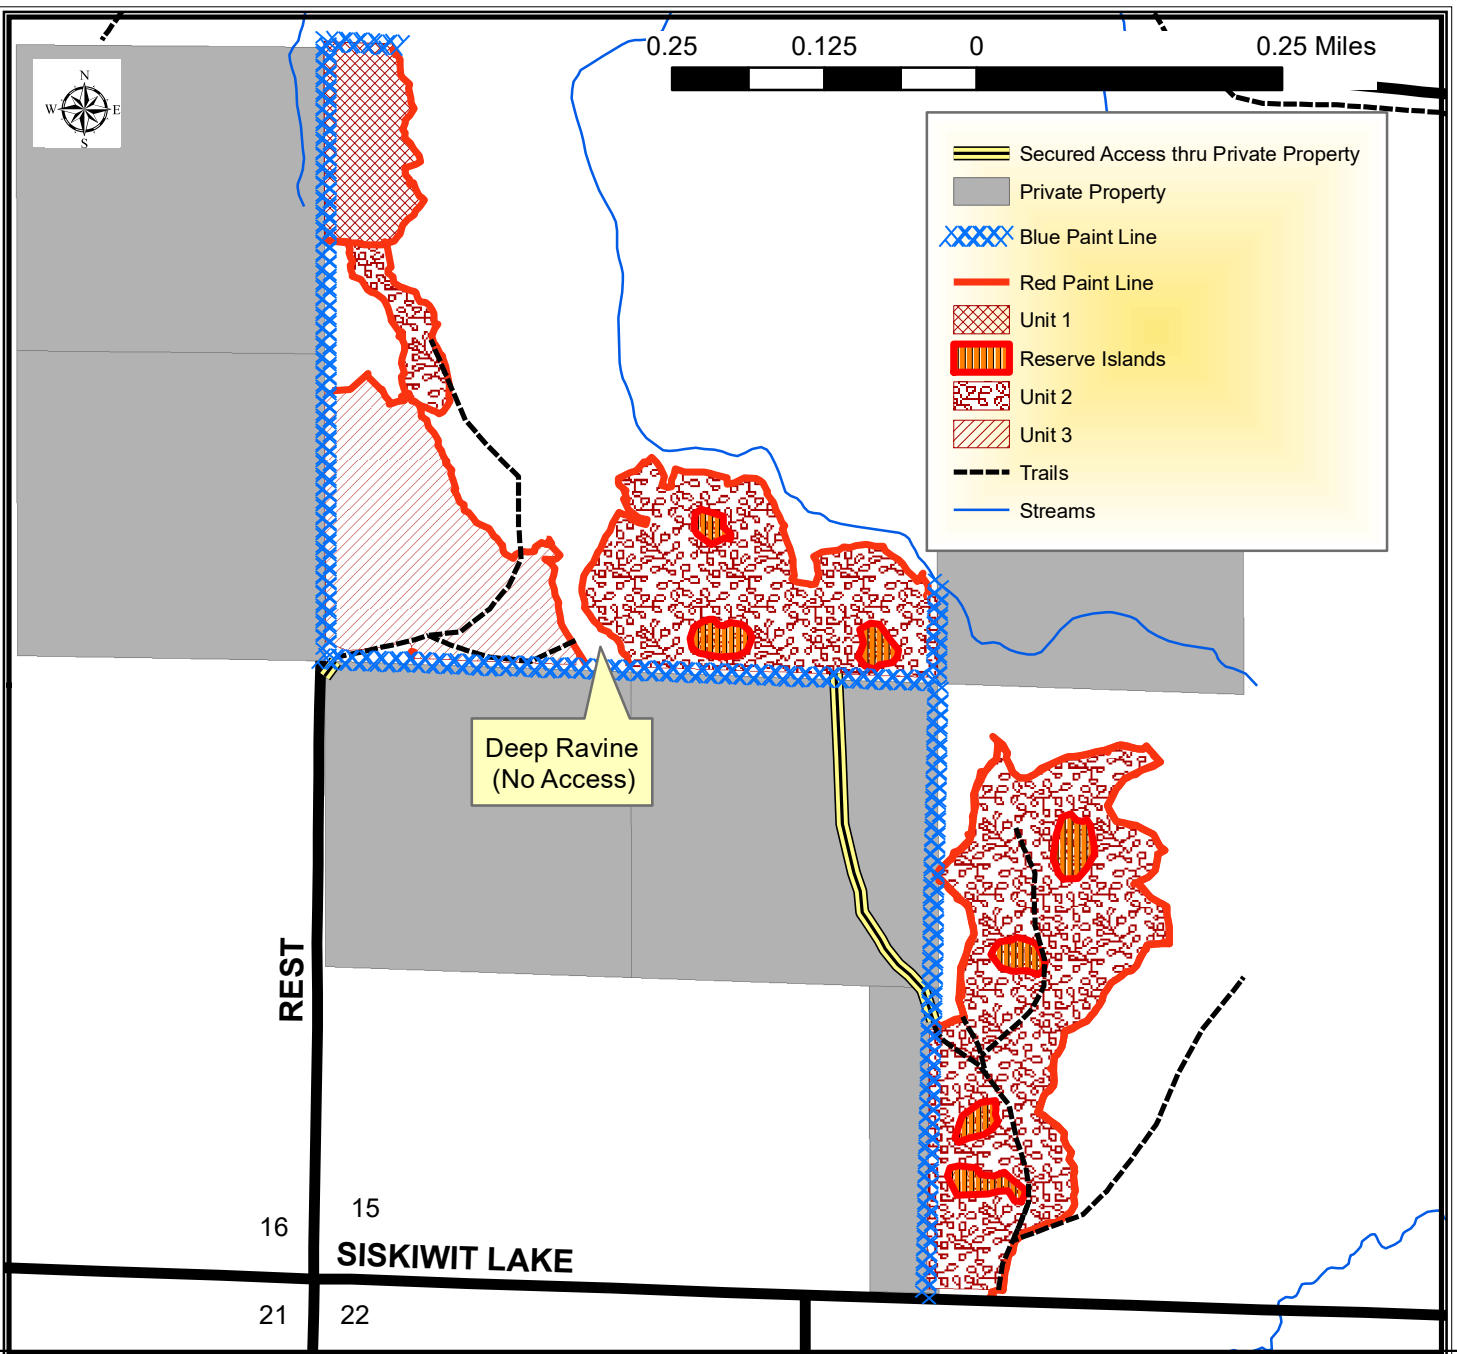 0.25 0.125 0 0.25 Miles
N
W E
S
Secured Access thru Private Property
Private Property
Blue Paint Line
Red Paint Line
Unit 1
Reserve Islands
Unit 2
Unit 3
Trails
Streams
Deep Ravine
(No Access)
REST
16 15
SISKIWIT LAKE
21 22